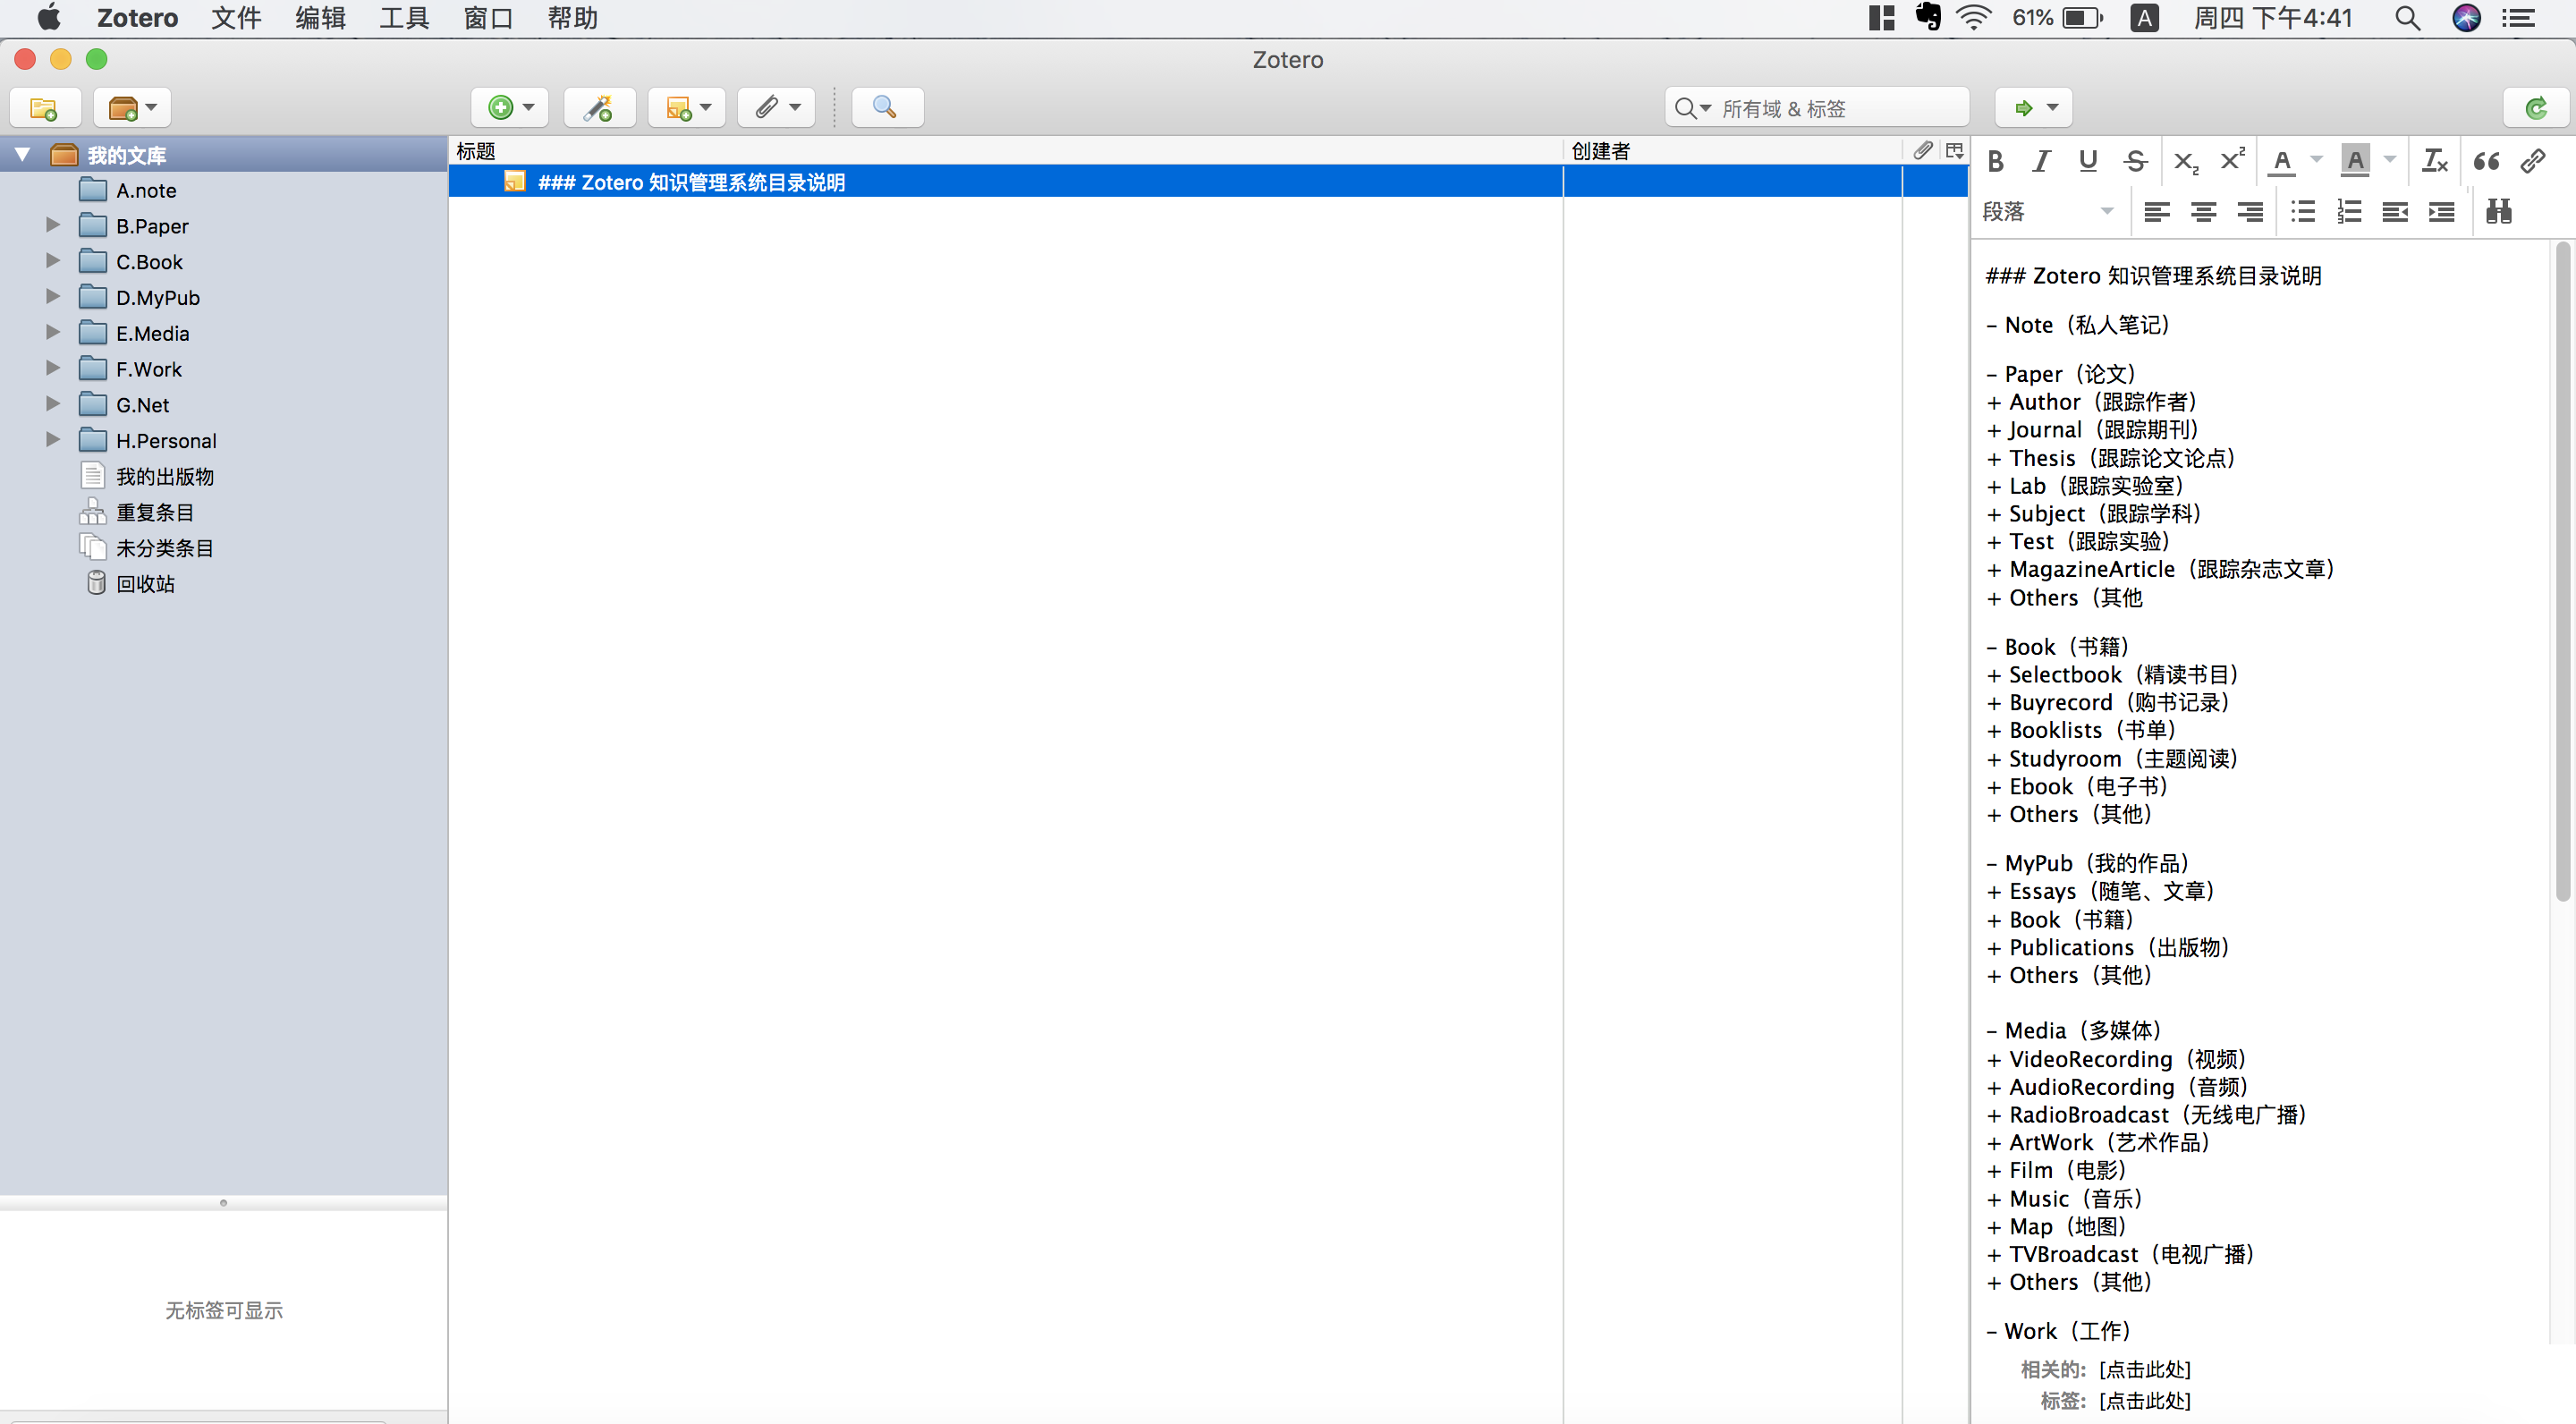 Zotero 文件 编辑 工具 窗口 帮助 61% A 周四 下午4:41
Zotero
所有域 & 标签
我的文库
A.note
B.Paper
C.Book
D.MyPub
E.Media
F.Work
G.Net
H.Personal
我的出版物
重复条目
未分类条目
回收站
无标签可显示
标题 创建者
### Zotero 知识管理系统目录说明
段落
### Zotero 知识管理系统目录说明
– Note（私人笔记）
– Paper（论文）
+ Author（跟踪作者）
+ Journal（跟踪期刊）
+ Thesis（跟踪论文论点）
+ Lab（跟踪实验室）
+ Subject（跟踪学科）
+ Test（跟踪实验）
+ MagazineArticle（跟踪杂志文章）
+ Others（其他
– Book（书籍）
+ Selectbook（精读书目）
+ Buyrecord（购书记录）
+ Booklists（书单）
+ Studyroom（主题阅读）
+ Ebook（电子书）
+ Others（其他）
– MyPub（我的作品）
+ Essays（随笔、文章）
+ Book（书籍）
+ Publications（出版物）
+ Others（其他）
– Media（多媒体）
+ VideoRecording（视频）
+ AudioRecording（音频）
+ RadioBroadcast（无线电广播）
+ ArtWork（艺术作品）
+ Film（电影）
+ Music（音乐）
+ Map（地图）
+ TVBroadcast（电视广播）
+ Others（其他）
– Work（工作）
相关的: [点击此处]
标签: [点击此处]